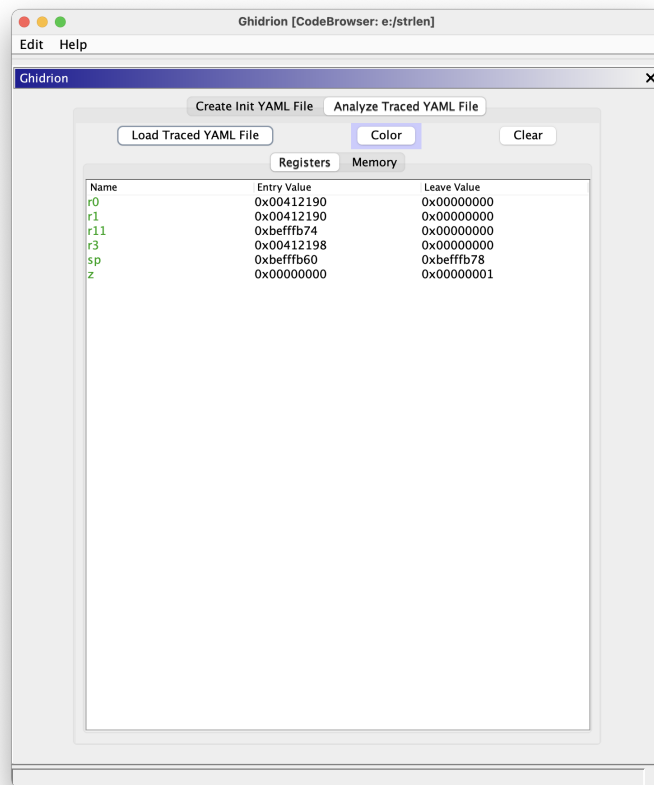 Ghidrion [CodeBrowser: e:/strlen]
Edit Help
Ghidrion
Create Init YAML File Analyze Traced YAML File
Load Traced YAML File Color Clear
Registers Memory
Name Entry Value Leave Value
r0 0x00412190 0x00000000
r1 0x00412190 0x00000000
r11 0xbefffb74 0x00000000
r3 0x00412198 0x00000000
sp 0xbefffb60 0xbefffb78
z 0x00000000 0x00000001